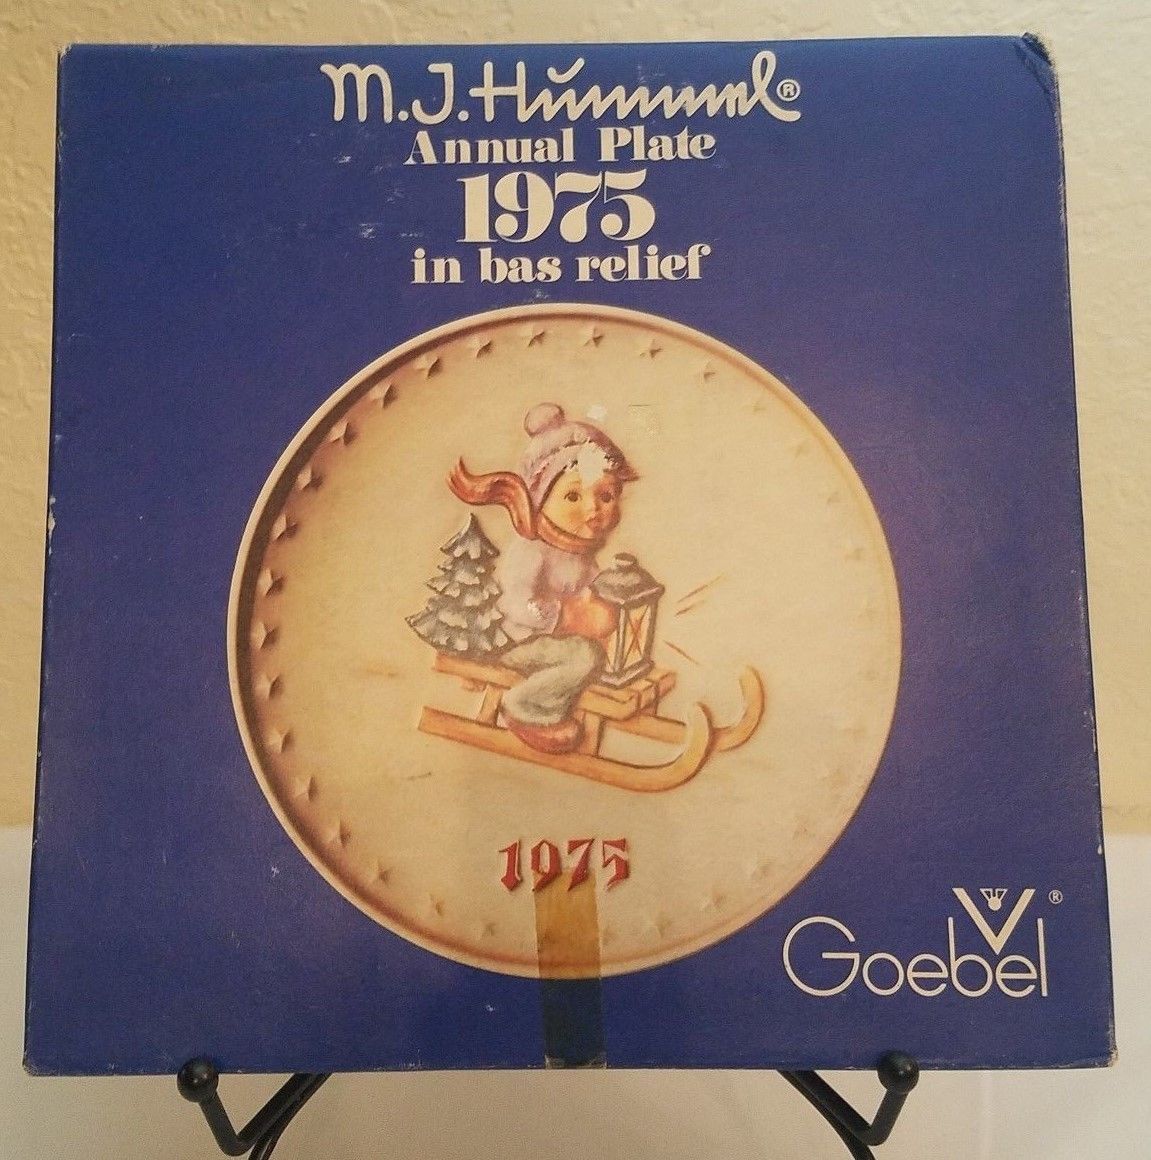 M.J.Hummel®
Annual Plate
1975
in bas relief
1975
Goebel®